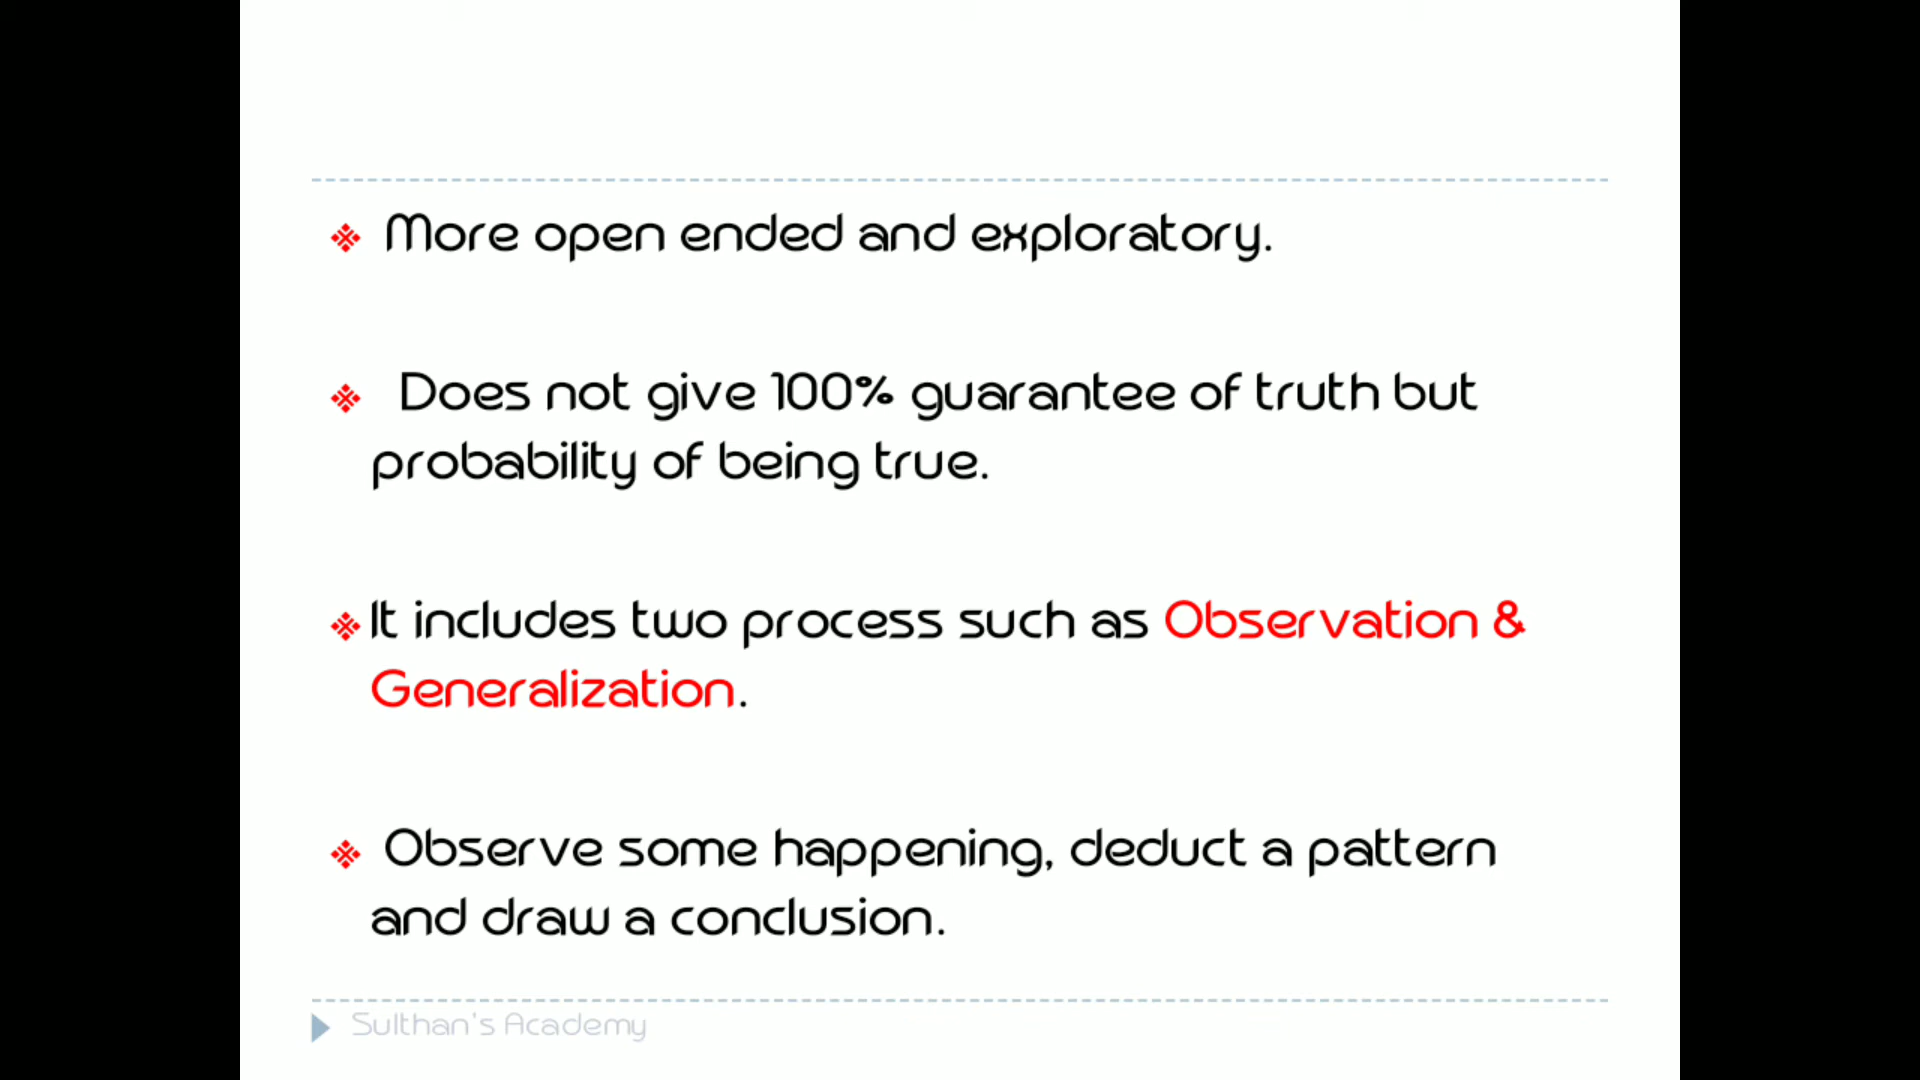 More open ended and exploratory.
Does not give 100% guarantee of truth but
probability of being true.
It includes two process such as Observation &
Generalization.
Observe some happening, deduct a pattern
and draw a conclusion.
Sulthan's Academy